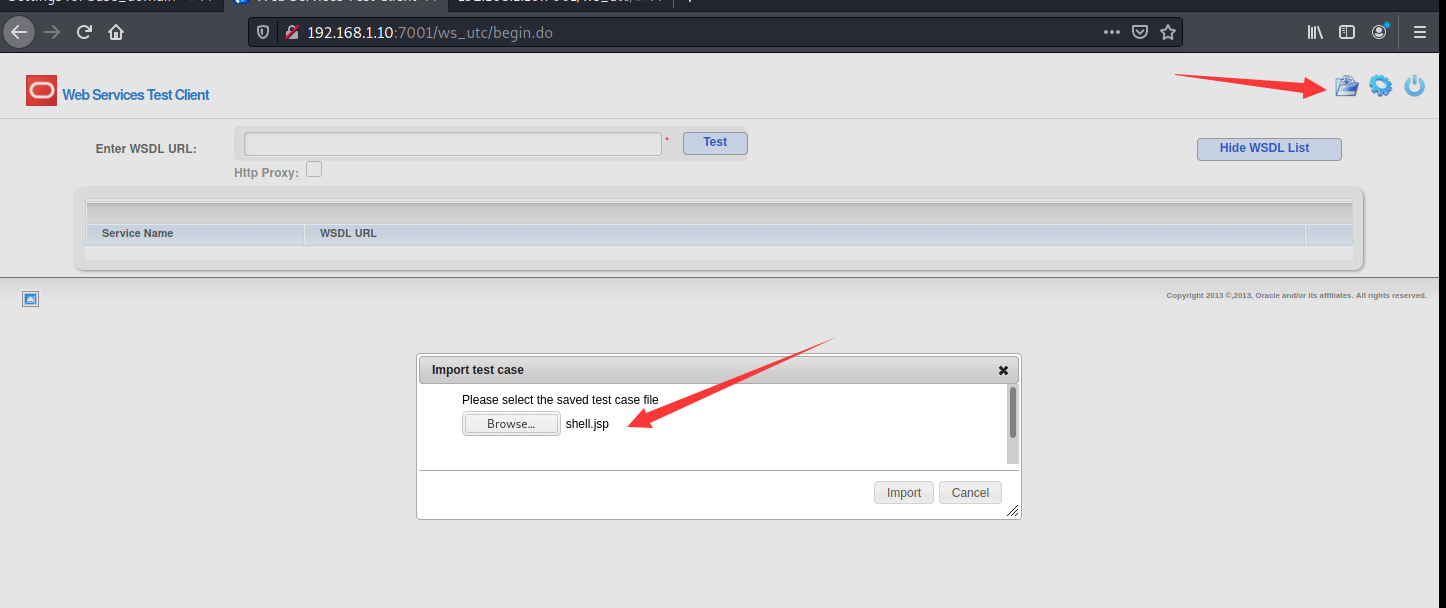 192.168.1.10:7001/ws_utc/begin.do
Web Services Test Client
Enter WSDL URL:
*
Test
Hide WSDL List
Http Proxy:
Service Name
WSDL URL
Copyright 2013 ©,2013, Oracle and/or its affiliates. All rights reserved.
Import test case
Please select the saved test case file
Browse...
shell.jsp
Import
Cancel